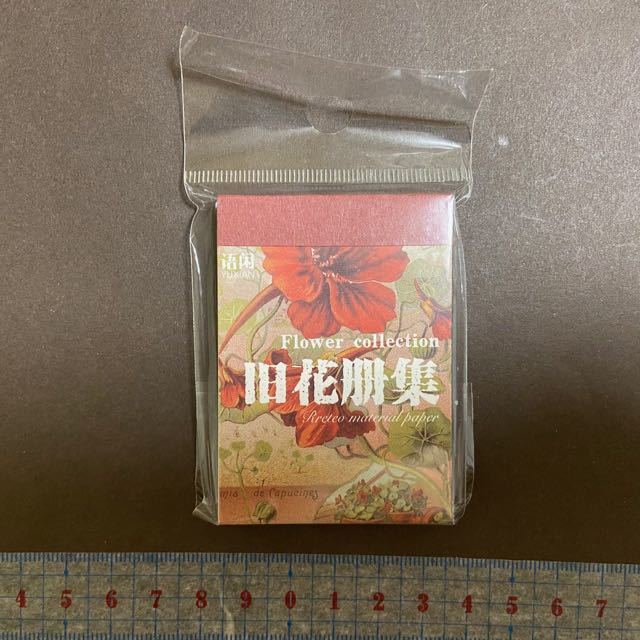 语闲
YUXIAN
Flower collection
旧花册集
Rreteo material paper
de Capucines
4 5 6 7 8 9 0 1 2 3 4 5 6 7